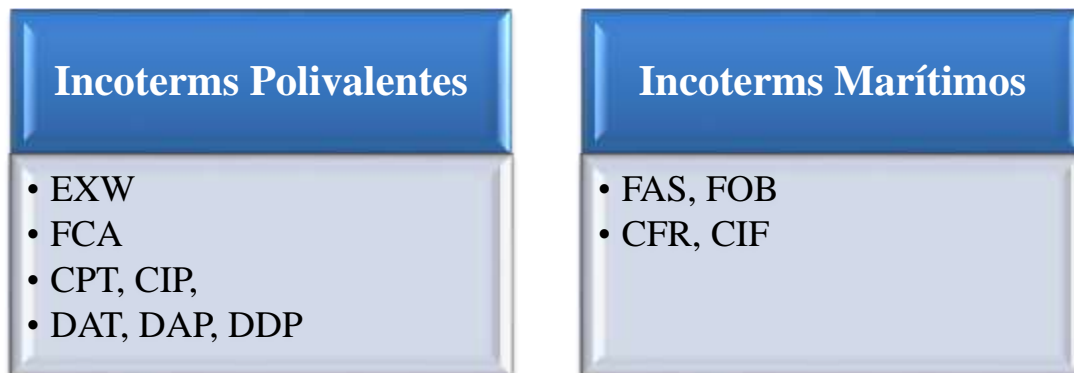 Incoterms Polivalentes
• EXW
• FCA
• CPT, CIP,
• DAT, DAP, DDP
Incoterms Marítimos
• FAS, FOB
• CFR, CIF